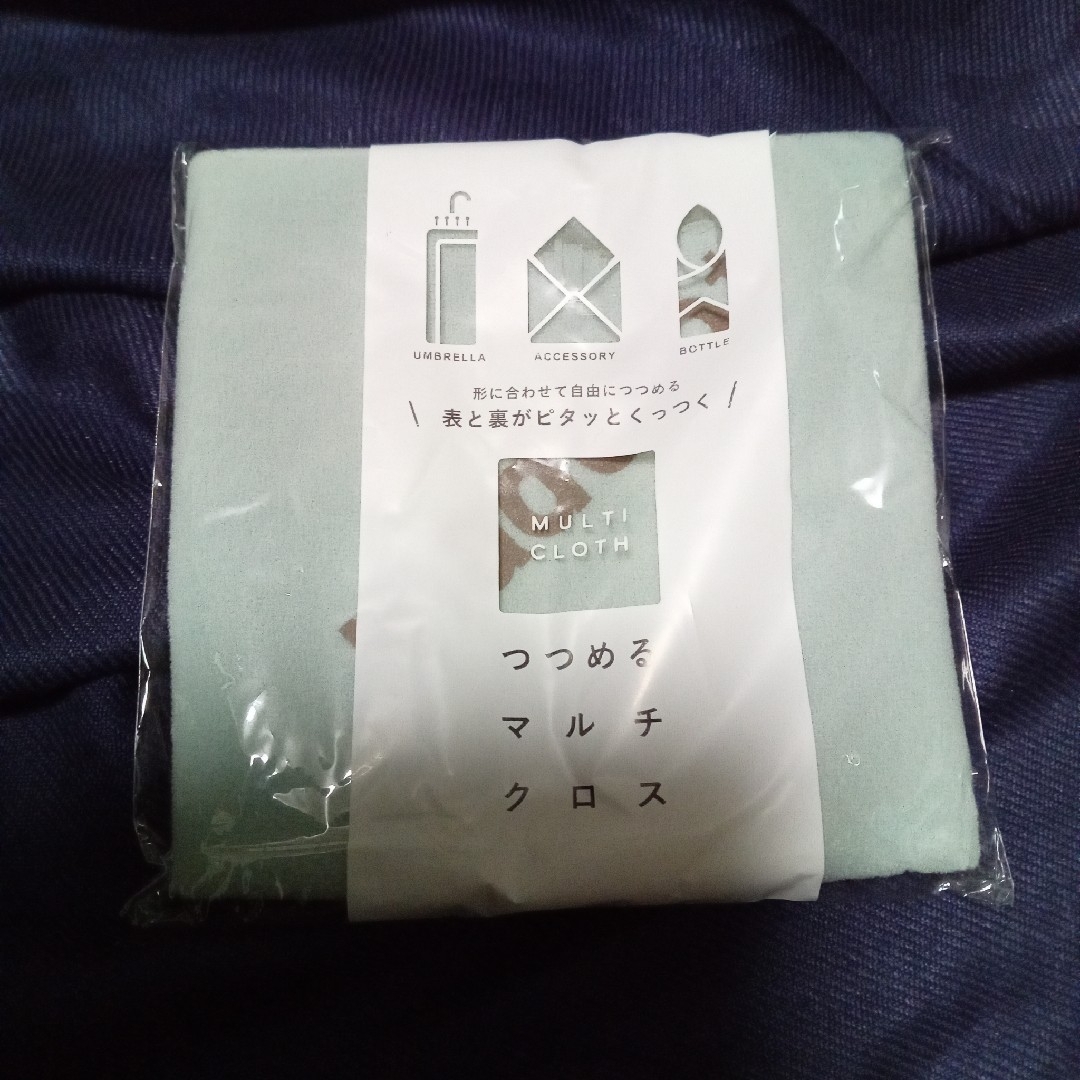 UMBRELLA
ACCESSORY
BOTTLE
形に合わせて自由につつめる
表と裏がピタッとくっつく
MULTI
CLOTH
つつめる
マルチ
クロス